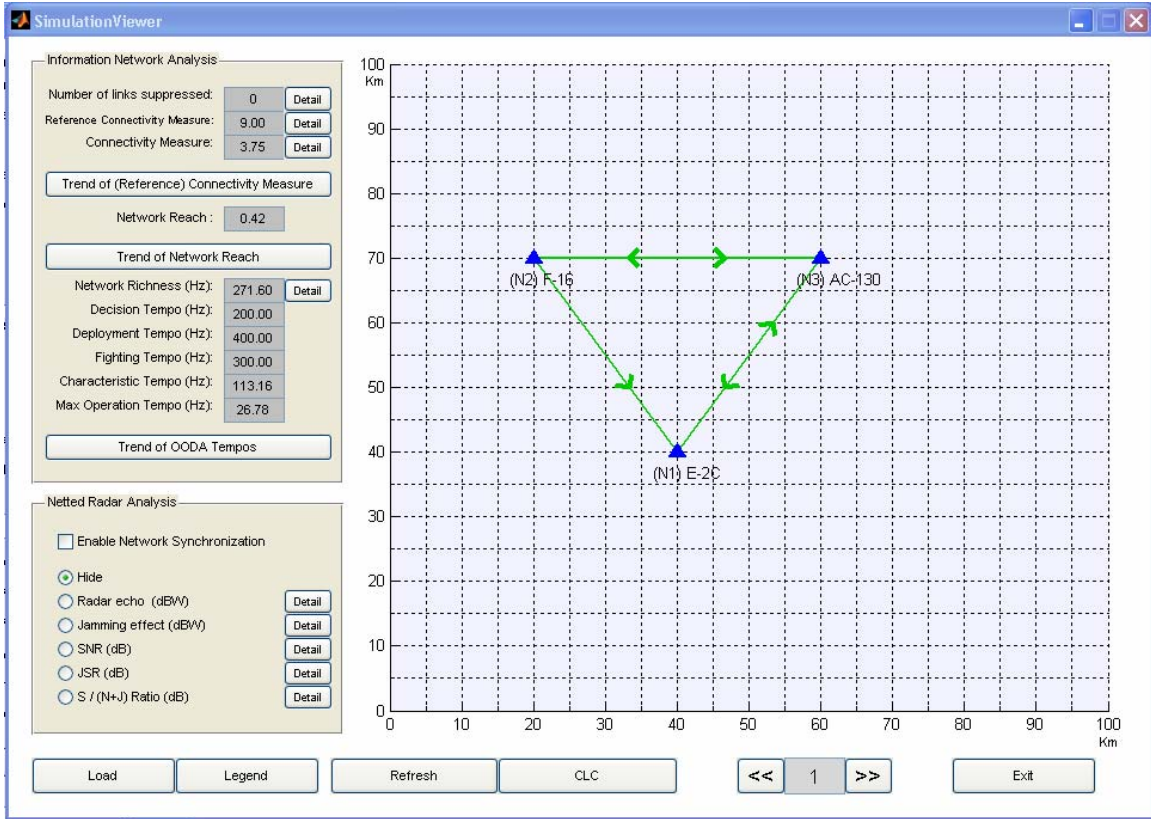 SimulationViewer
Information Network Analysis
Number of links suppressed: 0 Detail
Reference Connectivity Measure: 9.00 Detail
Connectivity Measure: 3.75 Detail
Trend of (Reference) Connectivity Measure
Network Reach : 0.42
Trend of Network Reach
Network Richness (Hz): 271.60 Detail
Decision Tempo (Hz): 200.00
Deployment Tempo (Hz): 400.00
Fighting Tempo (Hz): 300.00
Characteristic Tempo (Hz): 113.16
Max Operation Tempo (Hz): 26.78
Trend of OODA Tempos
Netted Radar Analysis
Enable Network Synchronization
Hide
Radar echo (dBW) Detail
Jamming effect (dBW) Detail
SNR (dB) Detail
JSR (dB) Detail
S / (N+J) Ratio (dB) Detail
100
Km
90
80
70
(N2) F-16 (N3) AC-130
60
50
40
(N1) E-2C
30
20
10
0
0 10 20 30 40 50 60 70 80 90 100
Km
Load Legend Refresh CLC << 1 >> Exit